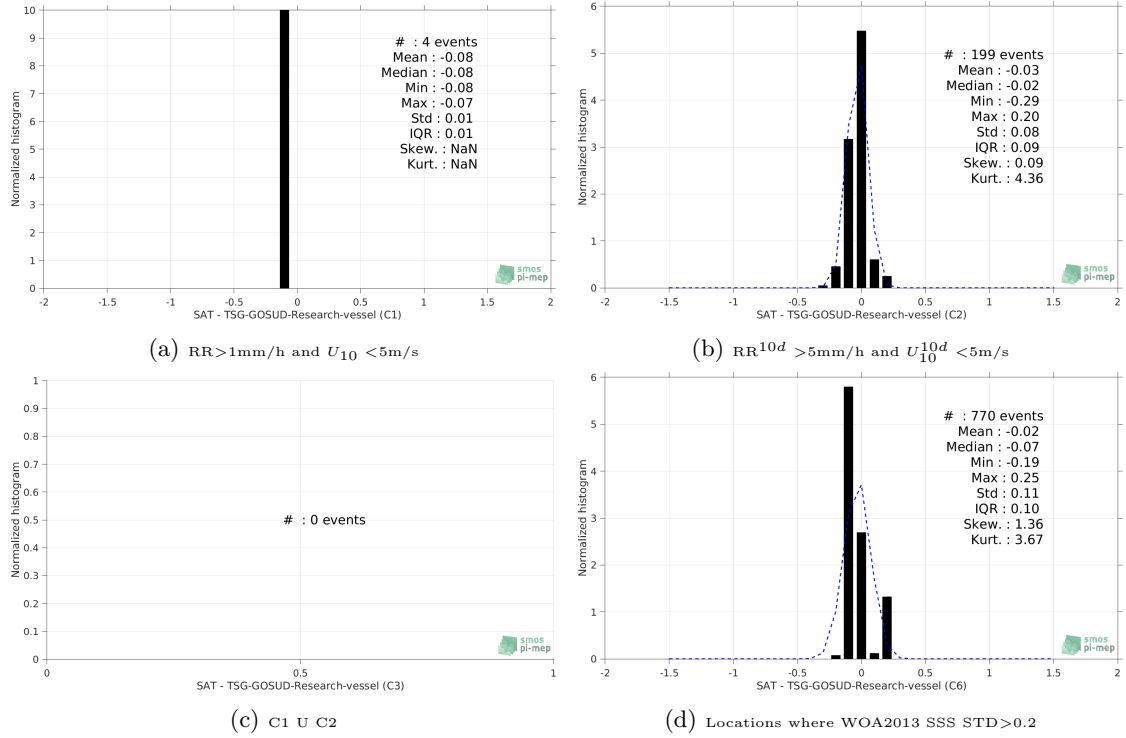 10
9
8
7
6
5
4
3
2
1
0
Normalized histogram
# : 4 events
Mean : -0.08
Median : -0.08
Min : -0.08
Max : -0.07
Std : 0.01
IQR : 0.01
Skew. : NaN
Kurt. : NaN
smos
pi-mep
-2 -1.5 -1 -0.5 0 0.5 1 1.5 2
SAT - TSG-GOSUD-Research-vessel (C1)
(a) RR>1mm/h and U10 <5m/s
6
5
4
3
2
1
0
Normalized histogram
# : 199 events
Mean : -0.03
Median : -0.02
Min : -0.29
Max : 0.20
Std : 0.08
IQR : 0.09
Skew. : 0.09
Kurt. : 4.36
smos
pi-mep
-2 -1.5 -1 -0.5 0 0.5 1 1.5 2
SAT - TSG-GOSUD-Research-vessel (C2)
(b) RR^10d >5mm/h and U10^10d <5m/s
1
0.9
0.8
0.7
0.6
0.5
0.4
0.3
0.2
0.1
0
Normalized histogram
# : 0 events
smos
pi-mep
0 0.5 1
SAT - TSG-GOSUD-Research-vessel (C3)
(c) C1 U C2
6
5
4
3
2
1
0
Normalized histogram
# : 770 events
Mean : -0.02
Median : -0.07
Min : -0.19
Max : 0.25
Std : 0.11
IQR : 0.10
Skew. : 1.36
Kurt. : 3.67
smos
pi-mep
-2 -1.5 -1 -0.5 0 0.5 1 1.5 2
SAT - TSG-GOSUD-Research-vessel (C6)
(d) Locations where WOA2013 SSS STD>0.2